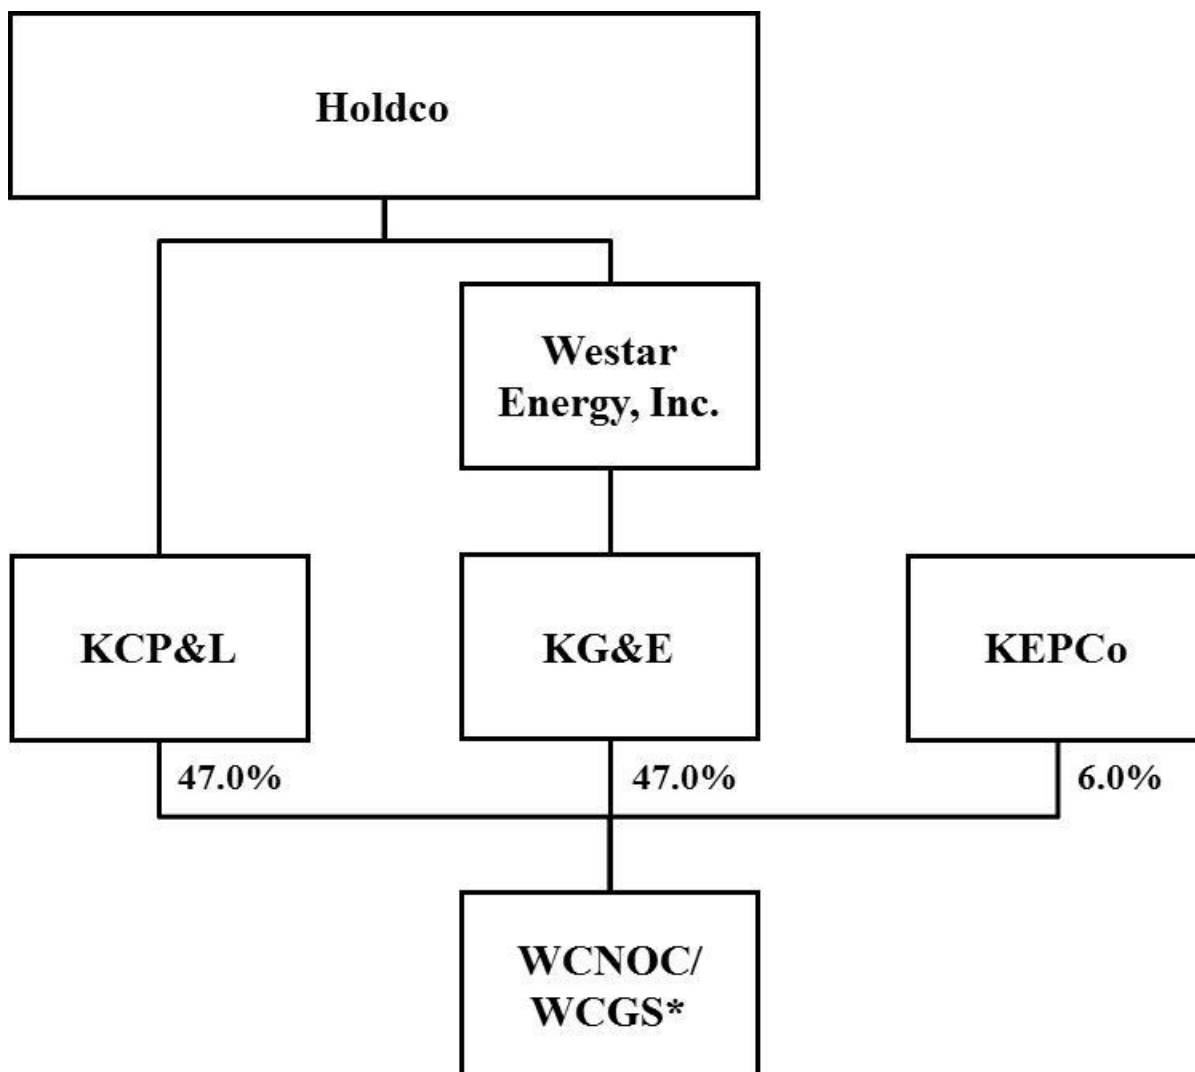 Holdco
Westar
Energy, Inc.
KCP&L
KG&E
KEPCo
47.0%
47.0%
6.0%
WCNOC/
WCGS*